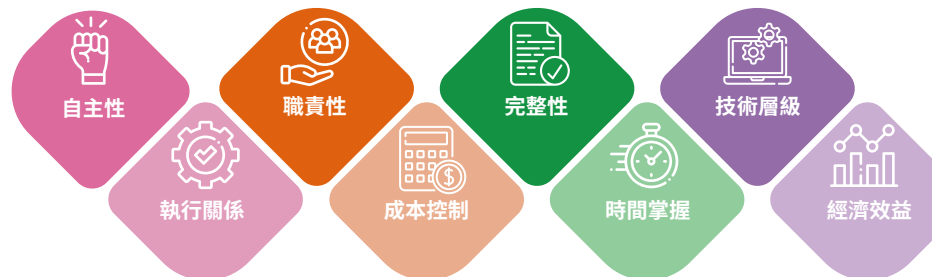 自主性
職責性
完整性
技術層級
執行關係
成本控制
時間掌握
經濟效益